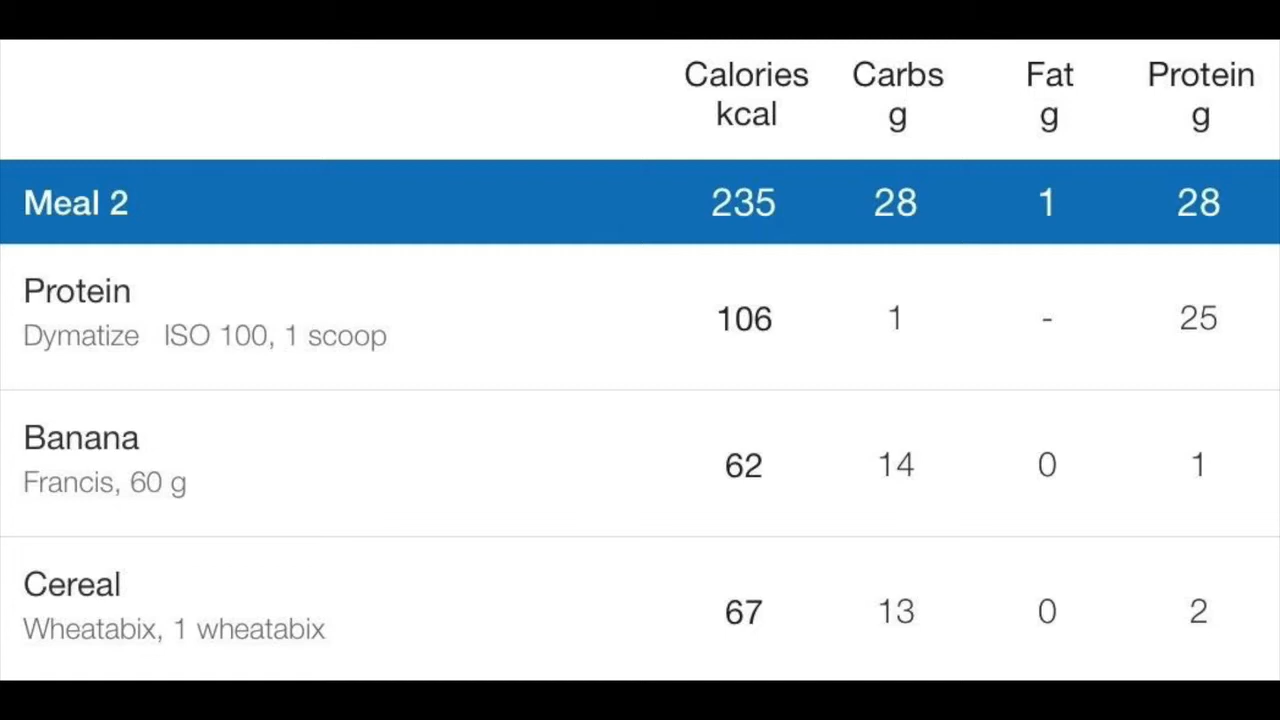 Calories Carbs Fat Protein
kcal g g g
Meal 2 235 28 1 28
Protein
Dymatize ISO 100, 1 scoop
106 1 - 25
Banana
Francis, 60 g
62 14 0 1
Cereal
Wheatabix, 1 wheatabix
67 13 0 2